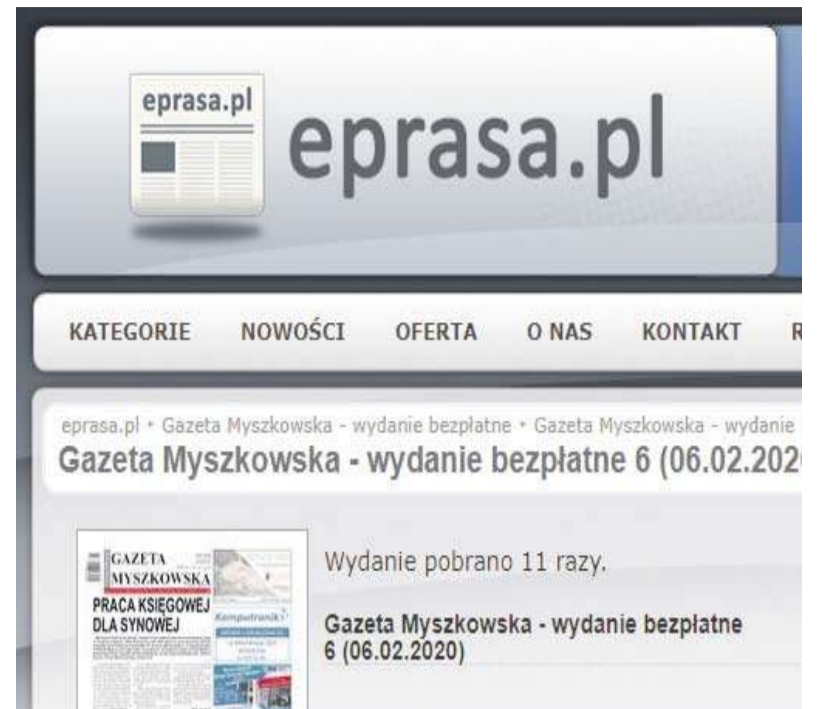 eprasa.pl
eprasa.pl
KATEGORIE NOWOŚCI OFERTA O NAS KONTAKT R
eprasa.pl • Gazeta Myszkowska - wydanie bezpłatne • Gazeta Myszkowska - wydanie
Gazeta Myszkowska - wydanie bezpłatne 6 (06.02.202
Wydanie pobrano 11 razy.
Gazeta Myszkowska - wydanie bezpłatne
6 (06.02.2020)
GAZETA
MYSZKOWSKA
PRACA KSIĘGOWEJ
DLA SYNOWEJ
Komputronik